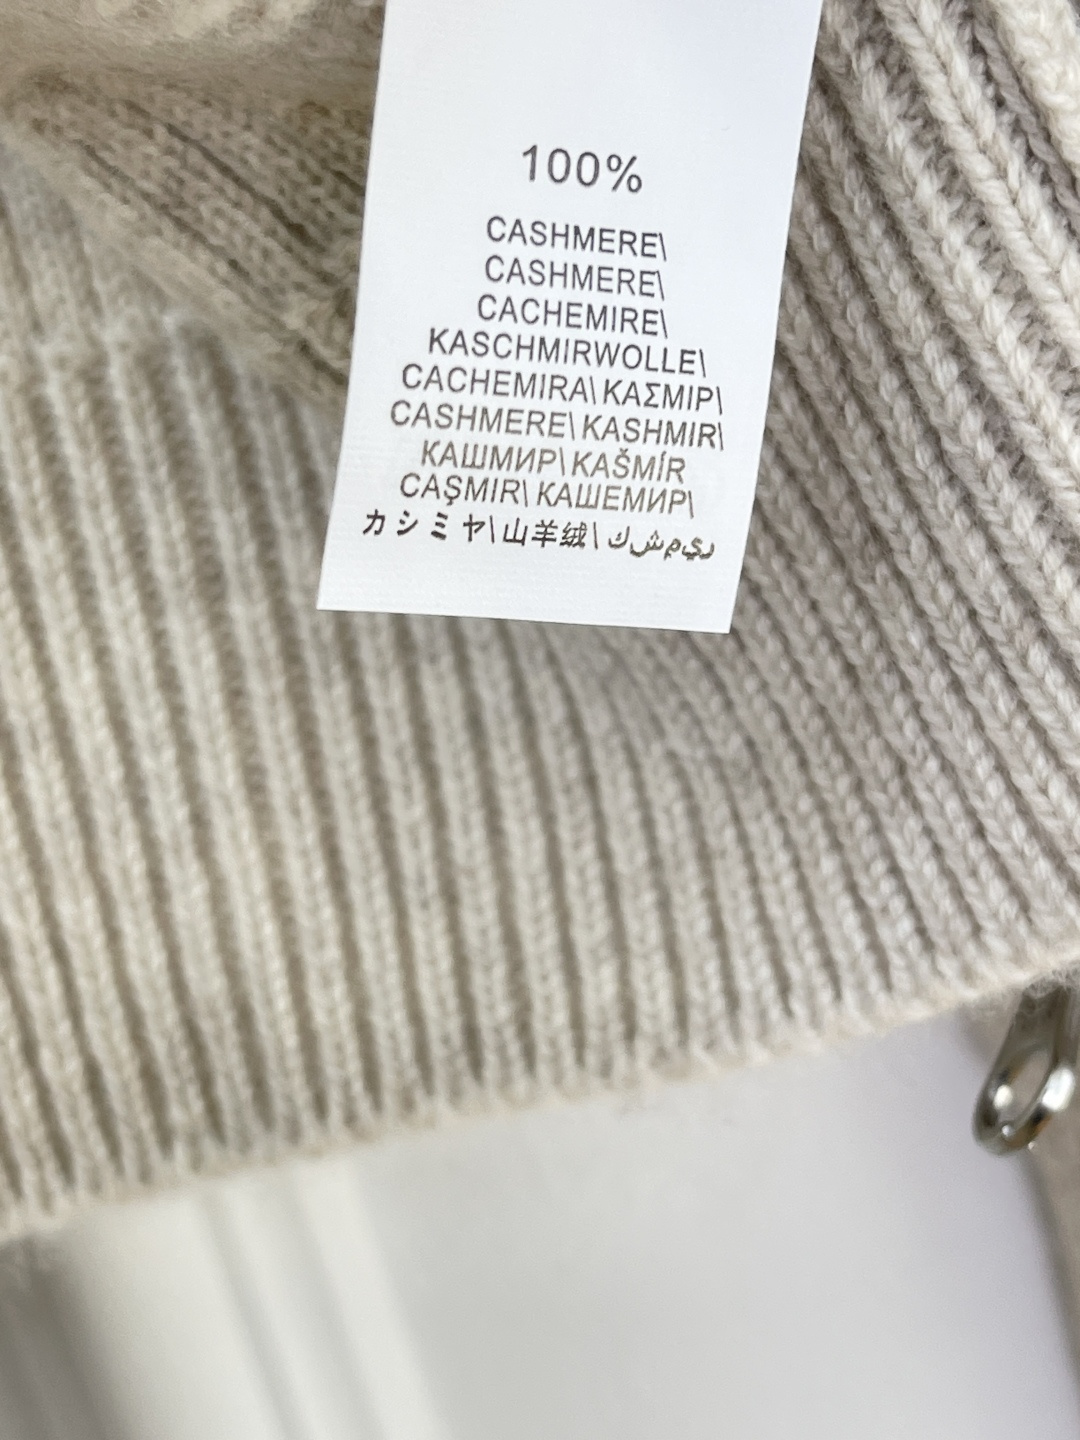 100%
CASHMERE\
CASHMERE\
CACHEMIRE\
KASCHMIRWOLLE\
CACHEMIRA\ ΚΑΣΜΙΡ\
CASHMERE\ KASHMIR\
КАШМИР\ KAŠMÍR
CAŞMIR\ КАШЕМИР\
カシミヤ\ 山羊绒\ ك ش م ي ر